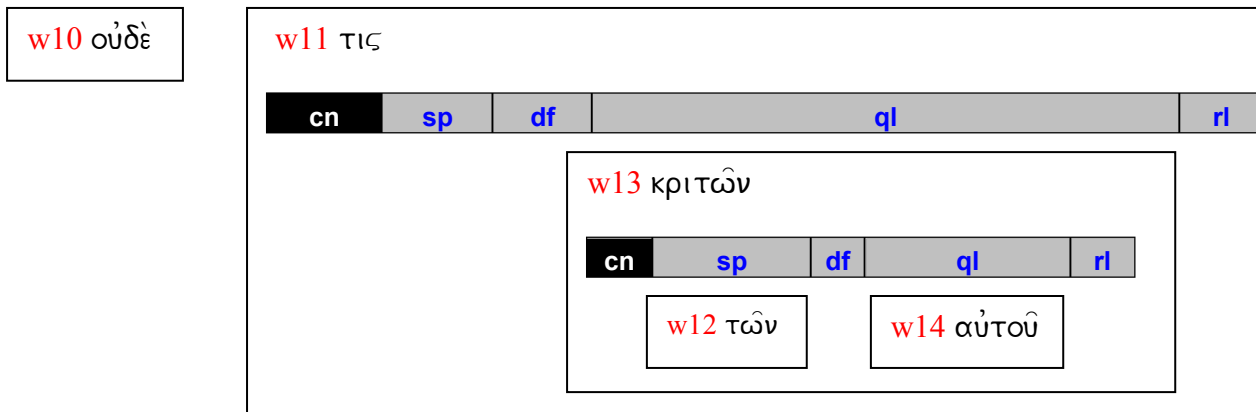 w10 οὐδὲ
w11 τις
cn sp df ql rl
w13 κριτῶν
cn sp df ql rl
w12 τῶν
w14 αὐτοῦ